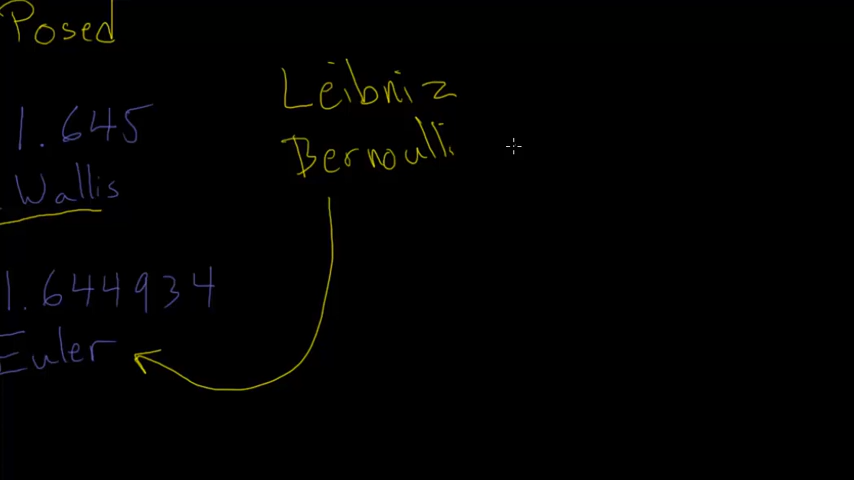 Posed
Leibniz
1.645
Bernoulli
. Wallis
1.644934
Euler